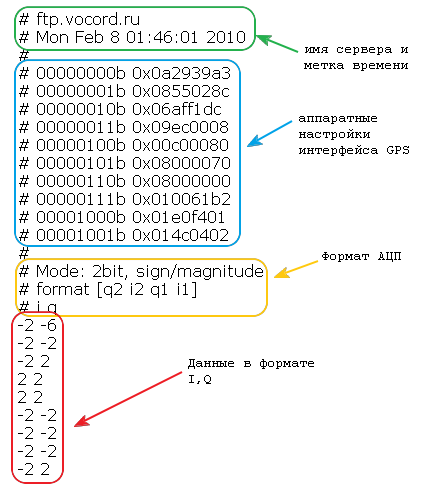 # ftp.vocord.ru
# Mon Feb 8 01:46:01 2010
имя сервера и
метка времени
#
# 00000000b 0x0a2939a3
# 00000001b 0x0855028c
# 00000010b 0x06aff1dc
# 00000011b 0x09ec0008
# 00000100b 0x00c00080
# 00000101b 0x08000070
# 00000110b 0x08000000
# 00000111b 0x010061b2
# 00001000b 0x01e0f401
# 00001001b 0x014c0402
аппаратные
настройки
интерфейса GPS
#
# Mode: 2bit, sign/magnitude
# format [q2 i2 q1 i1]
# i q
Формат АЦП
-2 -6
-2 -2
-2 2
2 2
2 2
-2 -2
-2 -2
-2 -2
-2 2
Данные в формате
I,Q